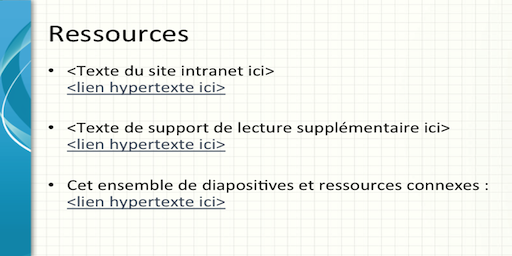 Ressources
• <Texte du site intranet ici>
<lien hypertexte ici>
• <Texte de support de lecture supplémentaire ici>
<lien hypertexte ici>
• Cet ensemble de diapositives et ressources connexes :
<lien hypertexte ici>